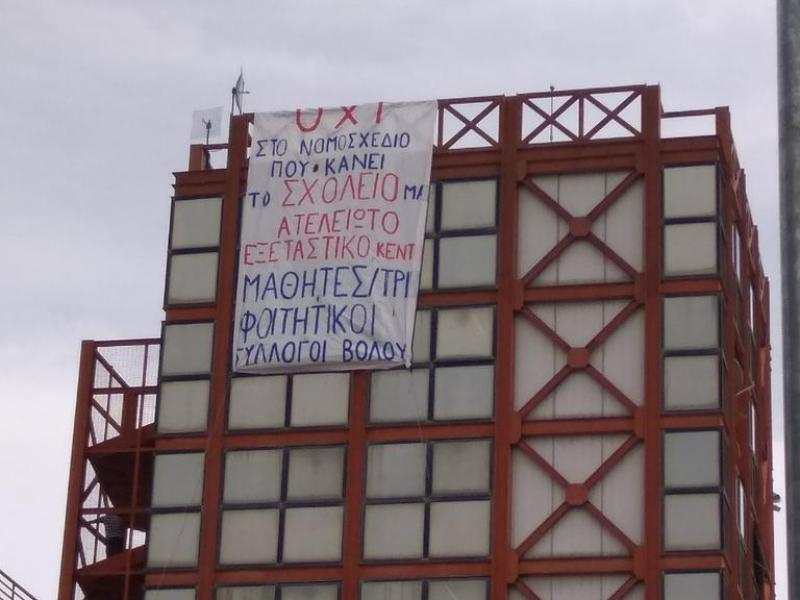 ΟΧΙ
ΣΤΟ ΝΟΜΟΣΧΕΔΙΟ
ΠΟΥ ΚΑΝΕΙ
ΤΟ ΣΧΟΛΕΙΟ ΜΑ
ΑΤΕΛΕΙΩΤΟ
ΕΞΕΤΑΣΤΙΚΟ ΚΕΝΤ
ΜΑΘΗΤΕΣ/ΤΡΙ
ΦΟΙΤΗΤΙΚΟΙ
ΣΥΛΛΟΓΟΙ ΒΟΛΟΥ